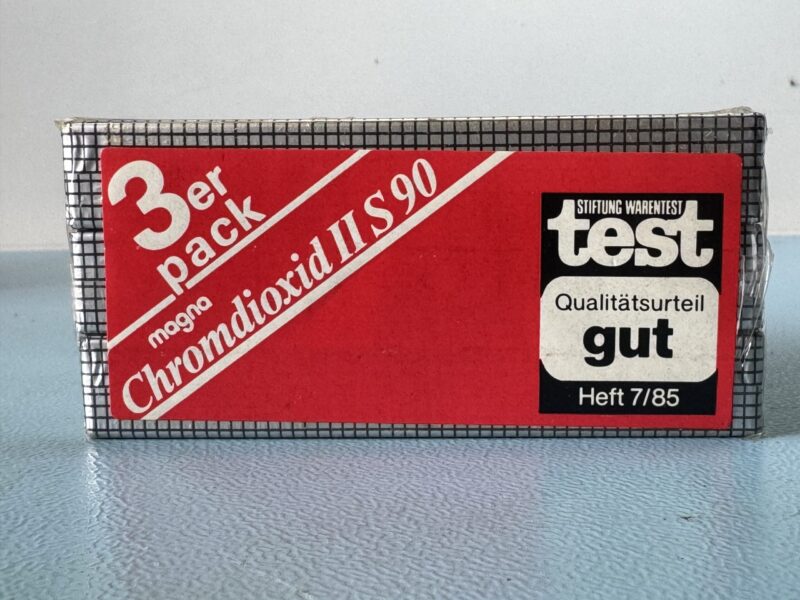 3er
pack
magna
Chromdioxid II S 90
STIFTUNG WARENTEST
test
Qualitätsurteil
gut
Heft 7/85